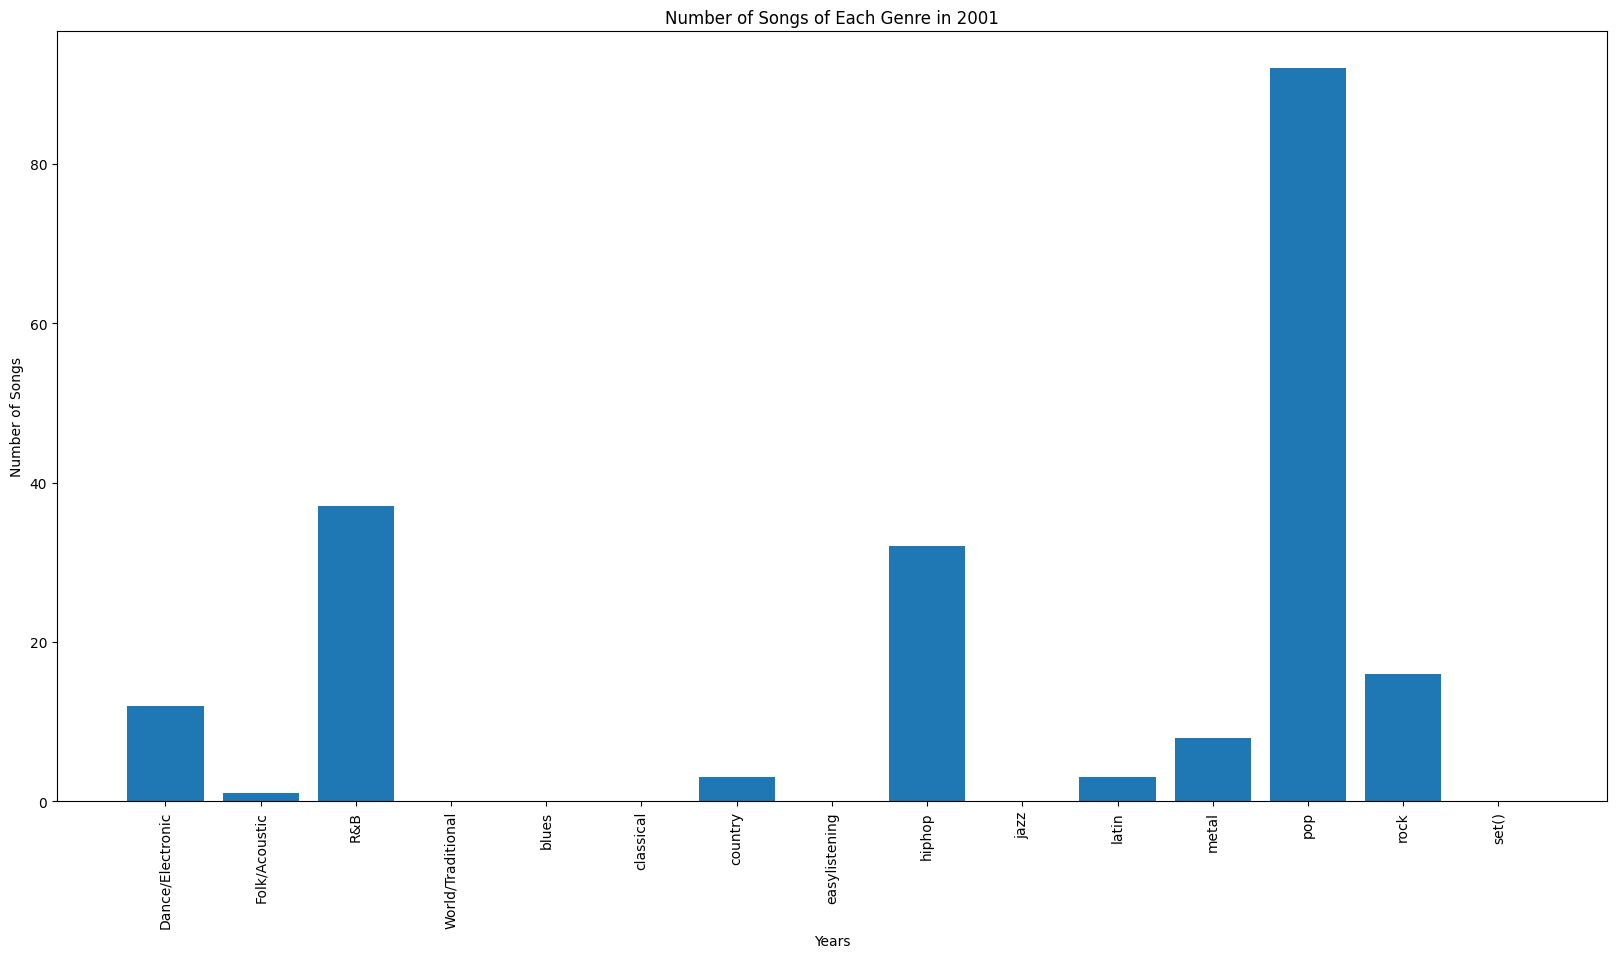 Number of Songs of Each Genre in 2001
Number of Songs
80
60
40
20
0
Dance/Electronic
Folk/Acoustic
R&B
World/Traditional
blues
classical
country
easylistening
hiphop
jazz
latin
metal
pop
rock
set()
Years